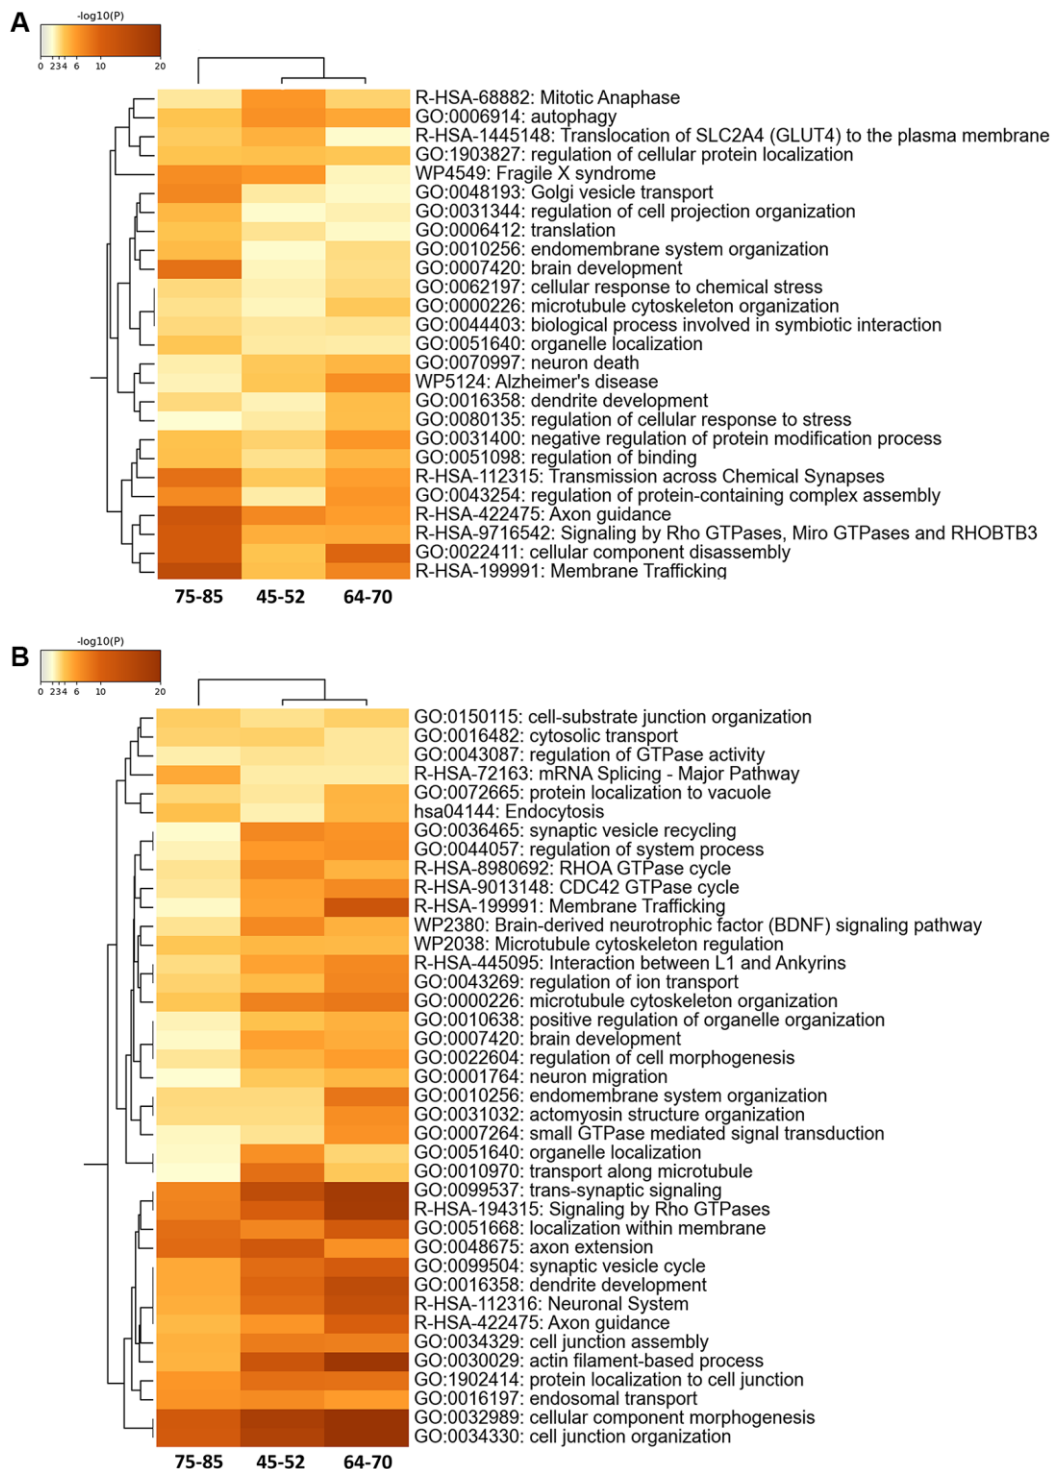 A
-log10(P)
0 2 3 4 6 10 20
R-HSA-68882: Mitotic Anaphase
GO:0006914: autophagy
R-HSA-1445148: Translocation of SLC2A4 (GLUT4) to the plasma membrane
GO:1903827: regulation of cellular protein localization
WP4549: Fragile X syndrome
GO:0048193: Golgi vesicle transport
GO:0031344: regulation of cell projection organization
GO:0006412: translation
GO:0010256: endomembrane system organization
GO:0007420: brain development
GO:0062197: cellular response to chemical stress
GO:0000226: microtubule cytoskeleton organization
GO:0044403: biological process involved in symbiotic interaction
GO:0051640: organelle localization
GO:0070997: neuron death
WP5124: Alzheimer's disease
GO:0016358: dendrite development
GO:0080135: regulation of cellular response to stress
GO:0031400: negative regulation of protein modification process
GO:0051098: regulation of binding
R-HSA-112315: Transmission across Chemical Synapses
GO:0043254: regulation of protein-containing complex assembly
R-HSA-422475: Axon guidance
R-HSA-9716542: Signaling by Rho GTPases, Miro GTPases and RHOBTB3
GO:0022411: cellular component disassembly
R-HSA-199991: Membrane Trafficking
75-85 45-52 64-70
B
-log10(P)
0 2 3 4 6 10 20
GO:0150115: cell-substrate junction organization
GO:0016482: cytosolic transport
GO:0043087: regulation of GTPase activity
R-HSA-72163: mRNA Splicing - Major Pathway
GO:0072665: protein localization to vacuole
hsa04144: Endocytosis
GO:0036465: synaptic vesicle recycling
GO:0044057: regulation of system process
R-HSA-8980692: RHOA GTPase cycle
R-HSA-9013148: CDC42 GTPase cycle
R-HSA-199991: Membrane Trafficking
WP2380: Brain-derived neurotrophic factor (BDNF) signaling pathway
WP2038: Microtubule cytoskeleton regulation
R-HSA-445095: Interaction between L1 and Ankyrins
GO:0043269: regulation of ion transport
GO:0000226: microtubule cytoskeleton organization
GO:0010638: positive regulation of organelle organization
GO:0007420: brain development
GO:0022604: regulation of cell morphogenesis
GO:0001764: neuron migration
GO:0010256: endomembrane system organization
GO:0031032: actomyosin structure organization
GO:0007264: small GTPase mediated signal transduction
GO:0051640: organelle localization
GO:0010970: transport along microtubule
GO:0099537: trans-synaptic signaling
R-HSA-194315: Signaling by Rho GTPases
GO:0051668: localization within membrane
GO:0048675: axon extension
GO:0099504: synaptic vesicle cycle
GO:0016358: dendrite development
R-HSA-112316: Neuronal System
R-HSA-422475: Axon guidance
GO:0034329: cell junction assembly
GO:0030029: actin filament-based process
GO:1902414: protein localization to cell junction
GO:0016197: endosomal transport
GO:0032989: cellular component morphogenesis
GO:0034330: cell junction organization
75-85 45-52 64-70